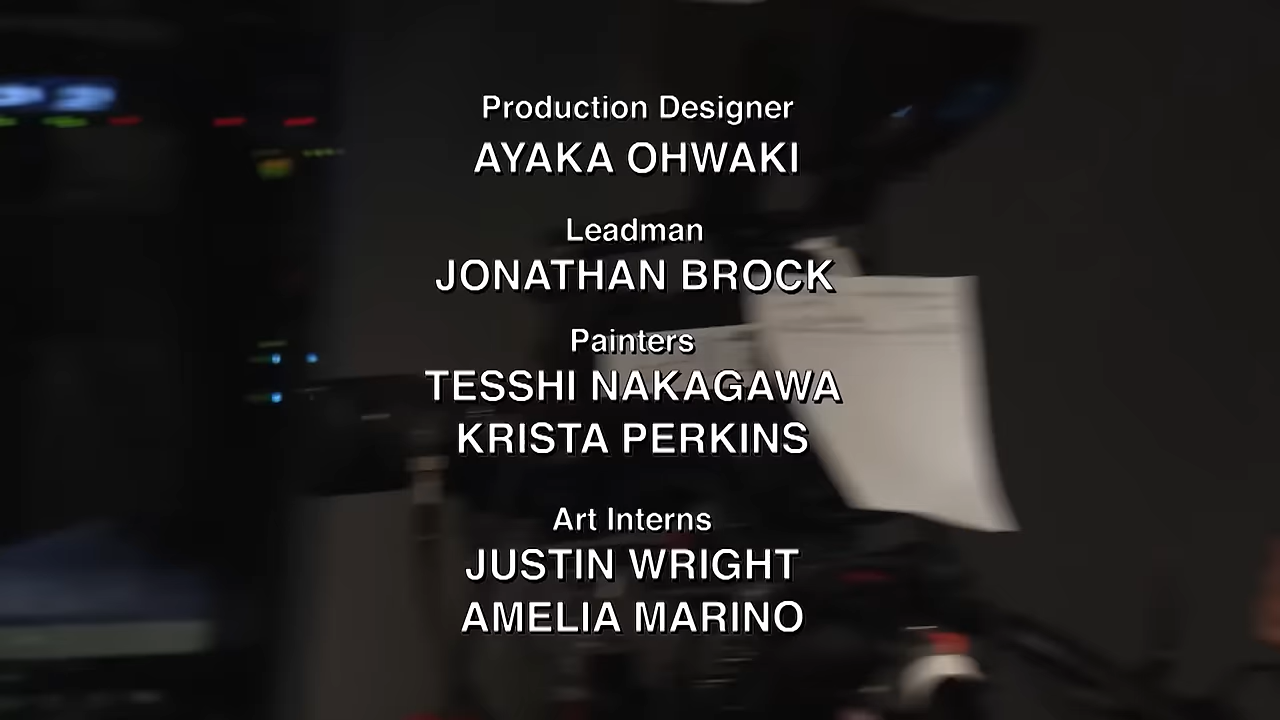 Production Designer
AYAKA OHWAKI
Leadman
JONATHAN BROCK
Painters
TESSHI NAKAGAWA
KRISTA PERKINS
Art Interns
JUSTIN WRIGHT
AMELIA MARINO